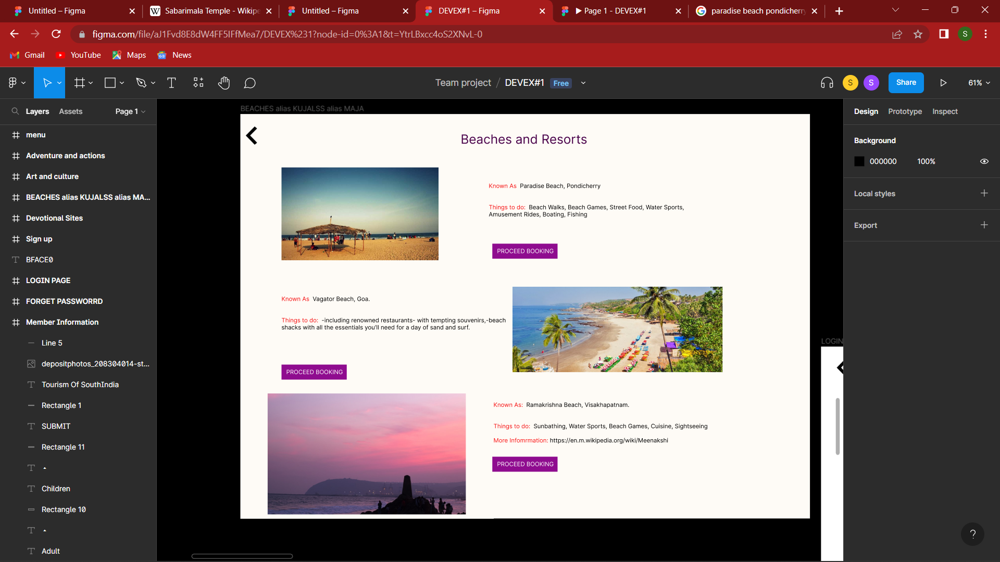 Untitled – Figma
Sabarimala Temple - Wikipe
Untitled – Figma
DEVEX#1 – Figma
Page 1 - DEVEX#1
paradise beach pondicherry
figma.com/file/aJ1Fvd8E8dW4FF5IFfMea7/DEVEX%231?node-id=0%3A1&t=YtrLBxcc4oS2XNvL-0
S
Gmail
YouTube
Maps
News
Team project / DEVEX#1 Free
S
S
Share
61%
Layers
Assets
Page 1
menu
Adventure and actions
Art and culture
BEACHES alias KUJALSS alias MA...
Devotional Sites
Sign up
BFACE0
LOGIN PAGE
FORGET PASSWORRD
Member Information
Line 5
depositphotos_208304014-st...
Tourism Of SouthIndia
Rectangle 1
SUBMIT
Rectangle 11
Children
Rectangle 10
Adult
BEACHES alias KUJALSS alias MAJA
Beaches and Resorts
Known As Paradise Beach, Pondicherry
Things to do: Beach Walks, Beach Games, Street Food, Water Sports,
Amusement Rides, Boating, Fishing
PROCEED BOOKING
Known As Vagator Beach, Goa.
Things to do: -including renowned restaurants- with tempting souvenirs,-beach
shacks with all the essentials you'll need for a day of sand and surf.
PROCEED BOOKING
Known As: Ramakrishna Beach, Visakhapatnam.
Things to do: Sunbathing, Water Sports, Beach Games, Cuisine, Sightseeing
More Infomrmation: https://en.m.wikipedia.org/wiki/Meenakshi
PROCEED BOOKING
LOGIN
Design
Prototype
Inspect
Background
000000
100%
Local styles
Export
?